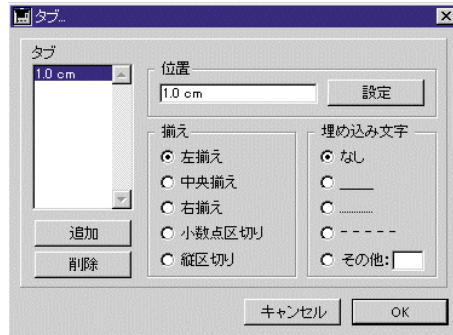 タブ...
タブ
1.0 cm
追加
削除
位置
1.0 cm
設定
揃え
左揃え
中央揃え
右揃え
小数点区切り
縦区切り
埋め込み文字
なし
____
............
- - - - -
その他:
キャンセル
OK